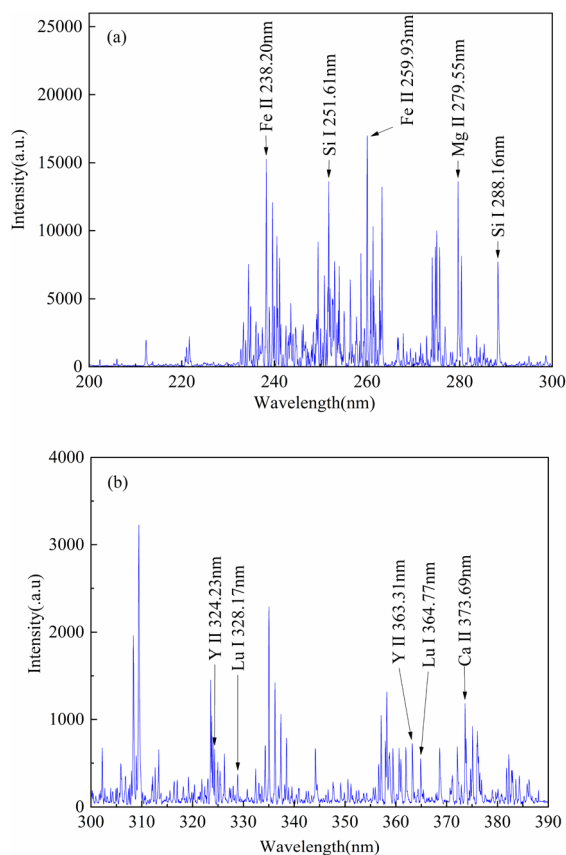 (a)
25000
20000
15000
10000
5000
0
Intensity(a.u.)
Fe II 238.20nm
Si I 251.61nm
Fe II 259.93nm
Mg II 279.55nm
Si I 288.16nm
200 220 240 260 280 300
Wavelength(nm)
(b)
4000
3000
2000
1000
0
Intensity(.a.u)
Y II 324.23nm
Lu I 328.17nm
Y II 363.31nm
Lu I 364.77nm
Ca II 373.69nm
300 310 320 330 340 350 360 370 380 390
Wavelength(nm)